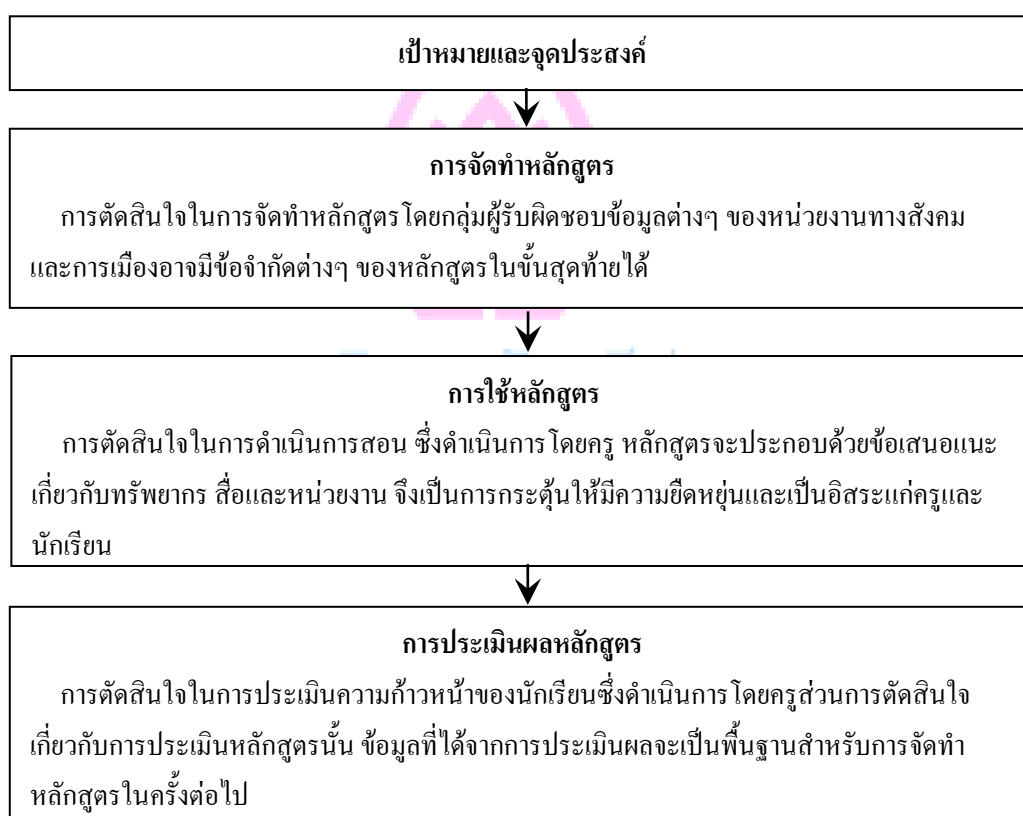 เป้าหมายและจุดประสงค์
การจัดทำหลักสูตร
การตัดสินใจในการจัดทำหลักสูตรโดยกลุ่มผู้รับผิดชอบข้อมูลต่างๆ ของหน่วยงานทางสังคม
และการเมืองอาจมีข้อจำกัดต่างๆ ของหลักสูตรในขั้นสุดท้ายได้
การใช้หลักสูตร
การตัดสินใจในการดำเนินการสอน ซึ่งดำเนินการโดยครู หลักสูตรจะประกอบด้วยข้อเสนอแนะ
เกี่ยวกับทรัพยากร สื่อและหน่วยงาน จึงเป็นการกระตุ้นให้มีความยืดหยุ่นและเป็นอิสระแก่ครูและ
นักเรียน
การประเมินผลหลักสูตร
การตัดสินใจในการประเมินความก้าวหน้าของนักเรียนซึ่งดำเนินการโดยครูส่วนการตัดสินใจ
เกี่ยวกับการประเมินหลักสูตรนั้น ข้อมูลที่ได้จากการประเมินผลจะเป็นพื้นฐานสำหรับการจัดทำ
หลักสูตรในครั้งต่อไป